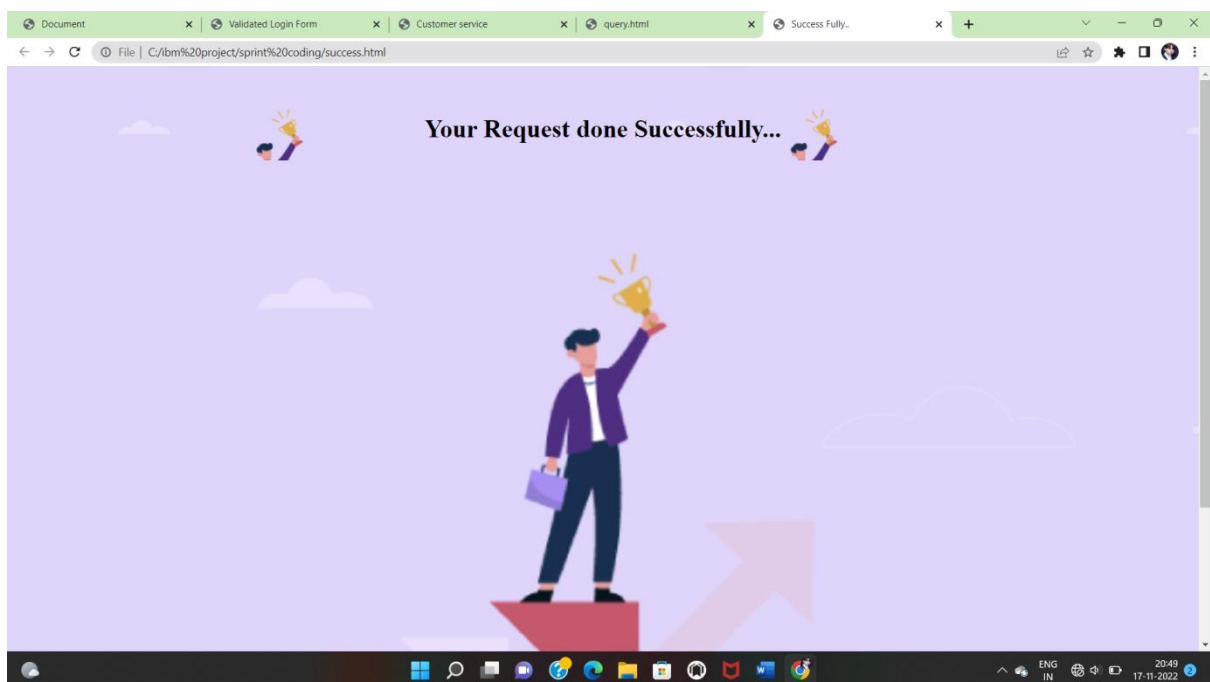 Document
Validated Login Form
Customer service
query.html
Success Fully..
File | C:/ibm%20project/sprint%20coding/success.html
Your Request done Successfully...
ENG
IN
20:49
17-11-2022
2